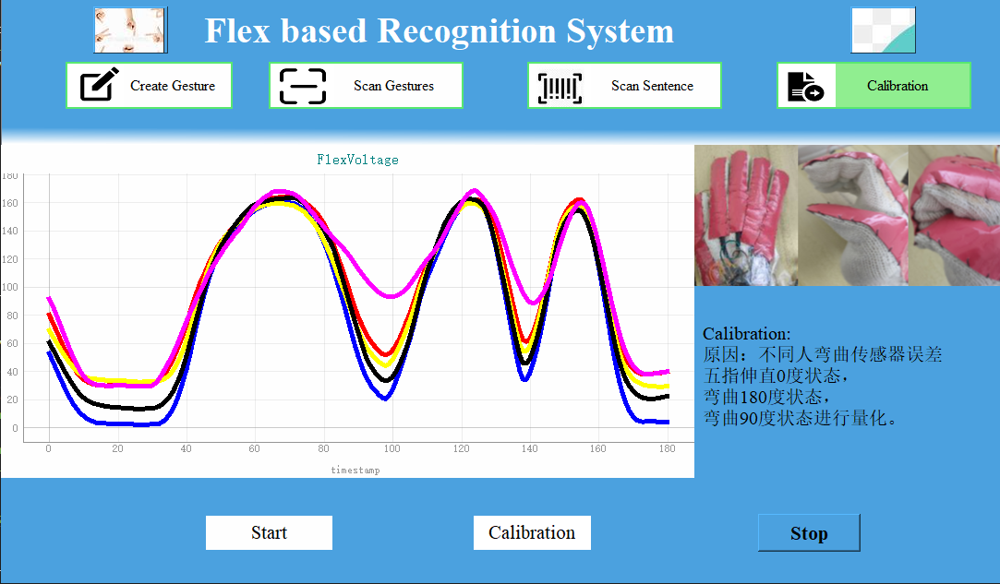 Flex based Recognition System
Create Gesture
Scan Gestures
Scan Sentence
Calibration
FlexVoltage
180
160
140
120
100
80
60
40
20
0
0 20 40 60 80 100 120 140 160 180
timestamp
Calibration:
原因：不同人弯曲传感器误差
五指伸直0度状态，
弯曲180度状态，
弯曲90度状态进行量化。
Start
Calibration
Stop